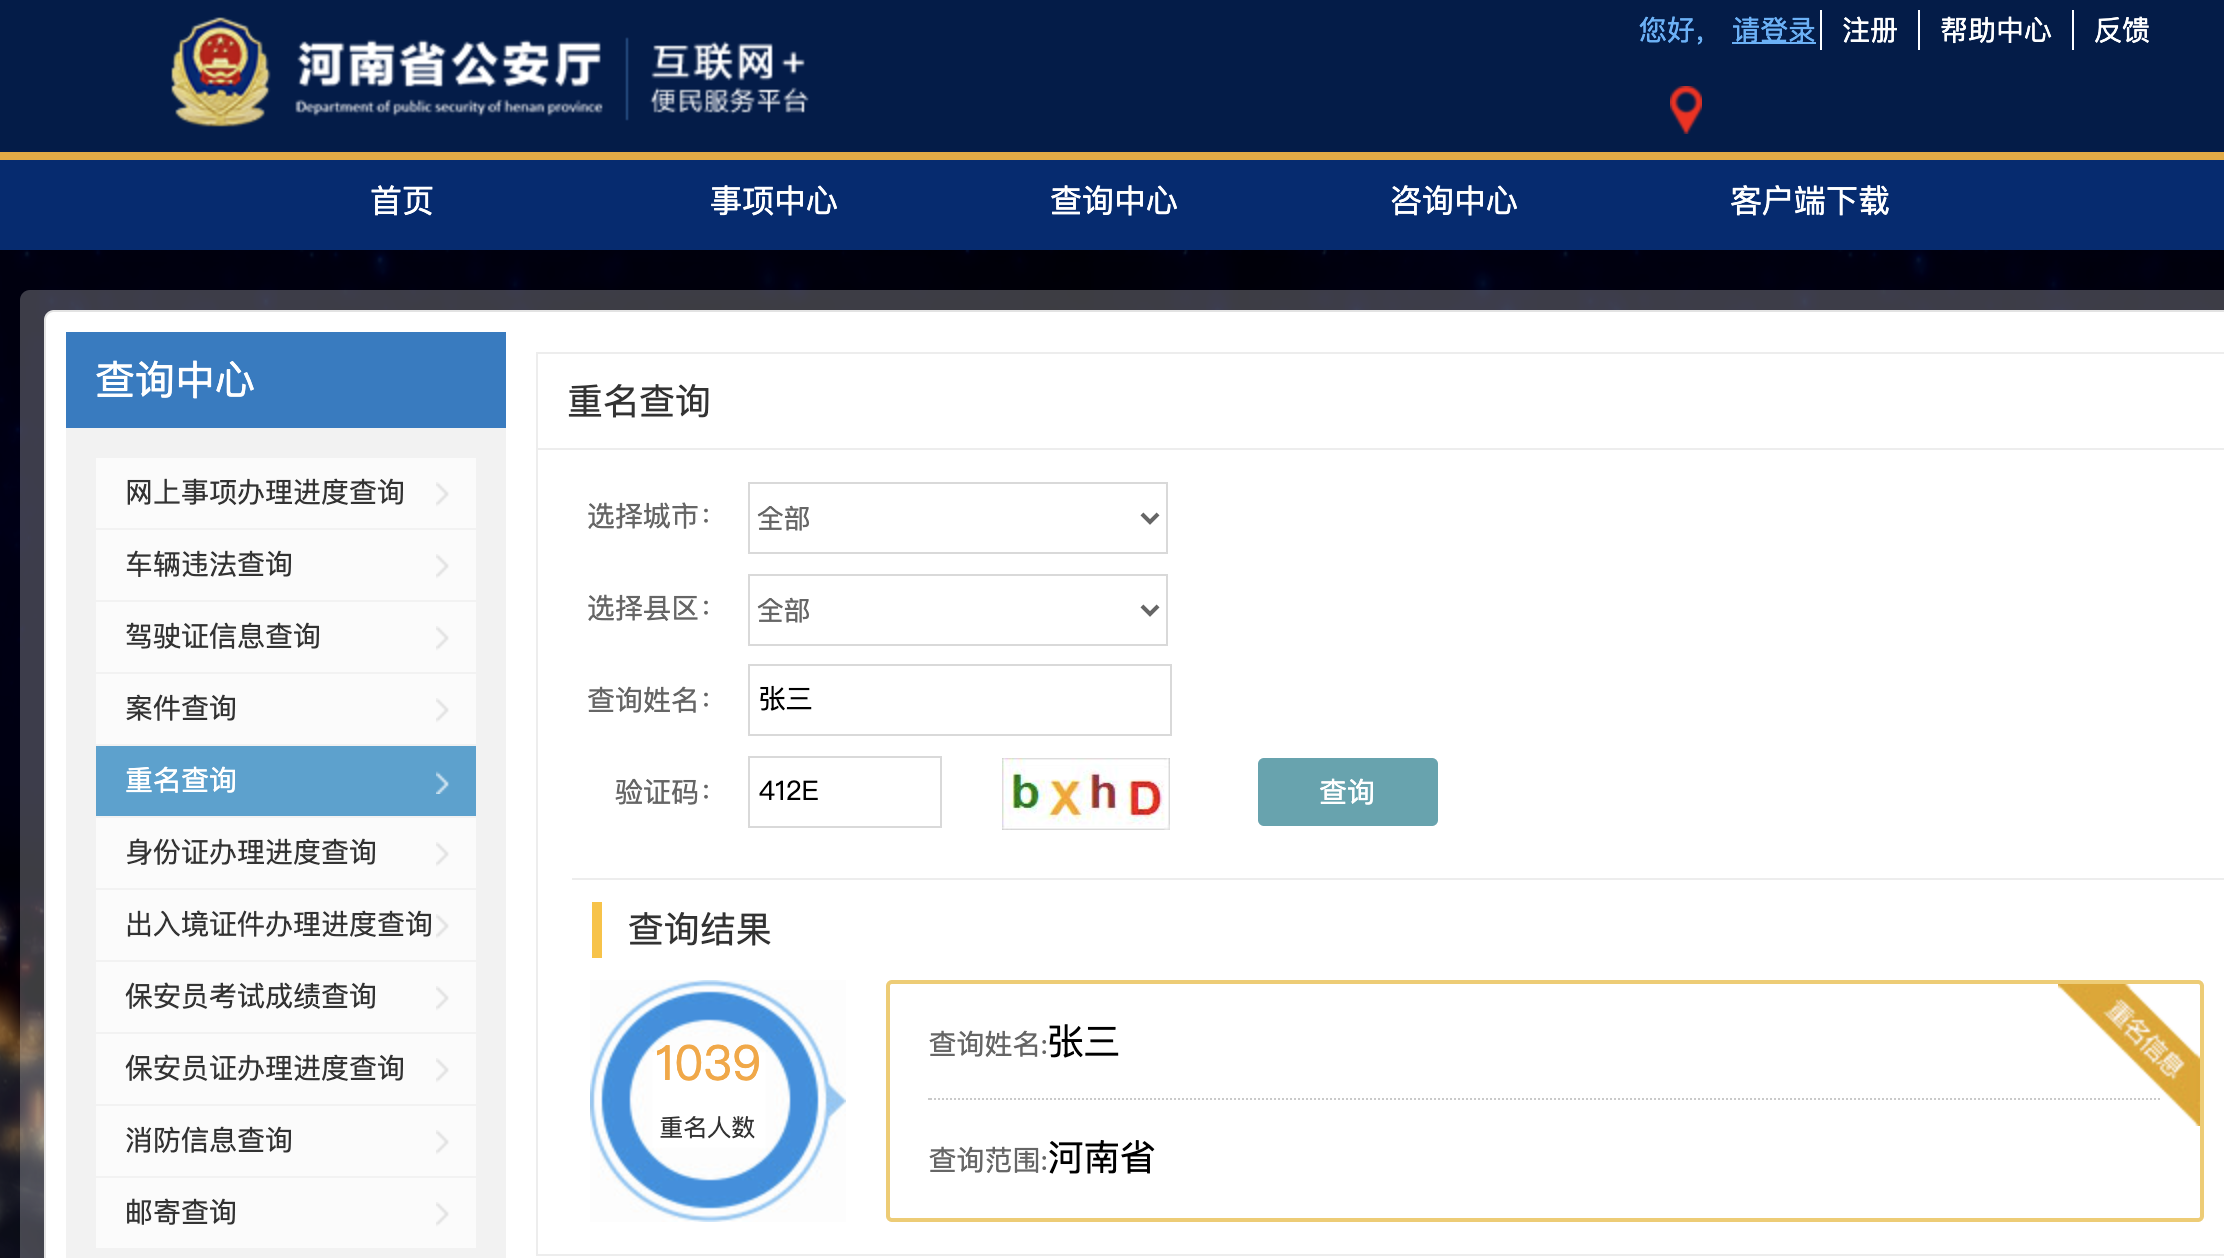 河南省公安厅
Department of public security of henan province
互联网+
便民服务平台
您好， 请登录 注册 帮助中心 反馈
首页 事项中心 查询中心 咨询中心 客户端下载
查询中心
网上事项办理进度查询
车辆违法查询
驾驶证信息查询
案件查询
重名查询
身份证办理进度查询
出入境证件办理进度查询
保安员考试成绩查询
保安员证办理进度查询
消防信息查询
邮寄查询
重名查询
选择城市： 全部
选择县区： 全部
查询姓名： 张三
验证码： 412E bxhD 查询
查询结果
1039
重名人数
查询姓名:张三
查询范围:河南省
重名信息